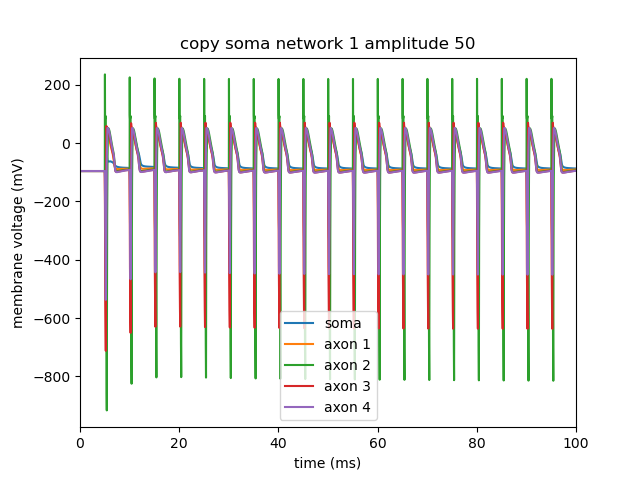 copy soma network 1 amplitude 50
membrane voltage (mV)
200
0
−200
−400
−600
−800
soma
axon 1
axon 2
axon 3
axon 4
0 20 40 60 80 100
time (ms)